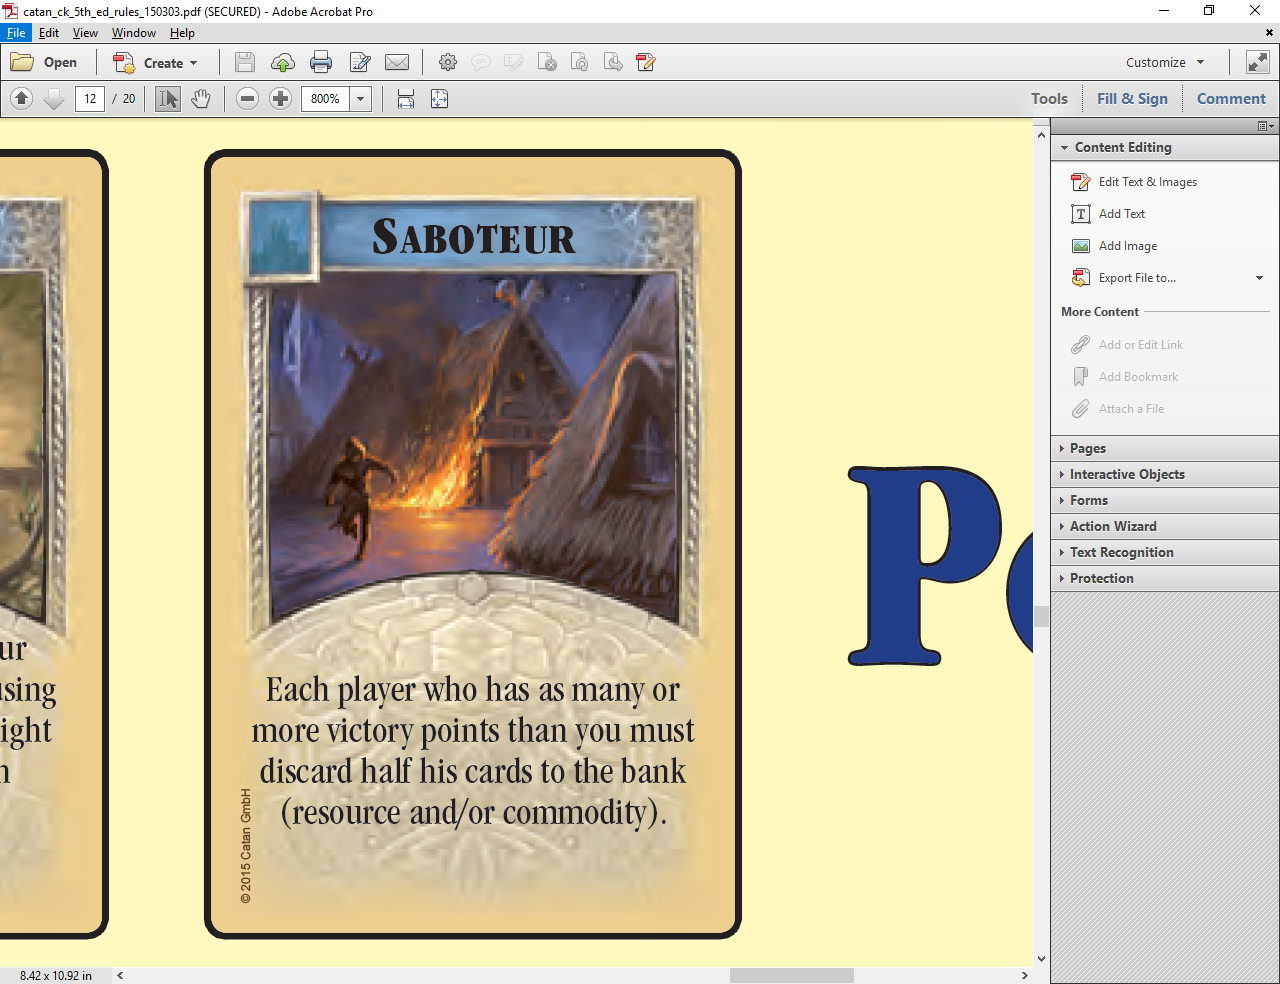 catan_ck_5th_ed_rules_150303.pdf (SECURED) - Adobe Acrobat Pro
File Edit View Window Help
Open Create Customize
12 / 20 800% Tools Fill & Sign Comment
Content Editing
Edit Text & Images
Add Text
Add Image
Export File to...
More Content
Add or Edit Link
Add Bookmark
Attach a File
Pages
Interactive Objects
Forms
Action Wizard
Text Recognition
Protection
ur
using
ight
n
SABOTEUR
Each player who has as many or
more victory points than you must
discard half his cards to the bank
(resource and/or commodity).
© 2015 Catan GmbH
P
8.42 x 10.92 in